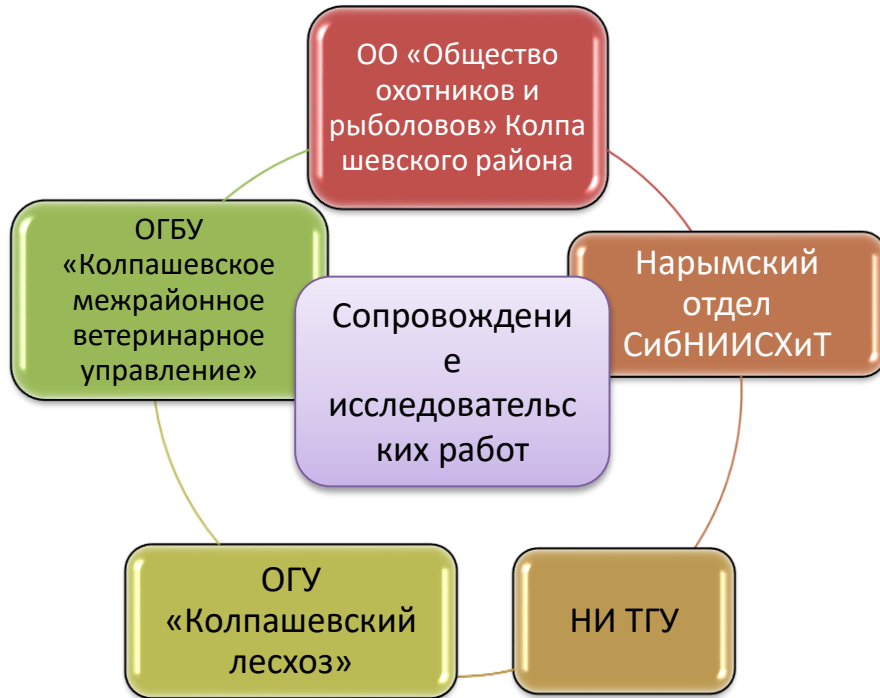 ОО «Общество
охотников и
рыболовов» Колпа
шевского района
ОГБУ
«Колпашевское
межрайонное
ветеринарное
управление»
Нарымский
отдел
СибНИИСХиТ
Сопровождени
е
исследовательс
ких работ
ОГУ
«Колпашевский
лесхоз»
НИ ТГУ